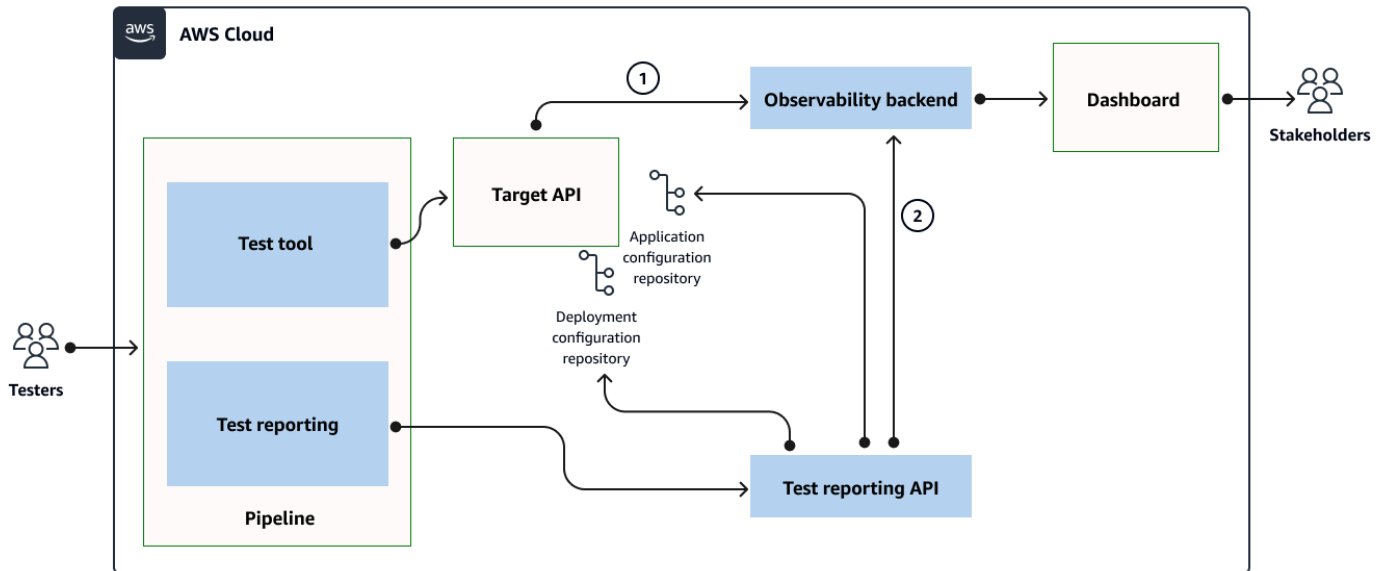 aws
AWS Cloud
1
Observability backend
Dashboard
Stakeholders
Test tool
Target API
2
Application
configuration
repository
Deployment
configuration
repository
Testers
Test reporting
Test reporting API
Pipeline